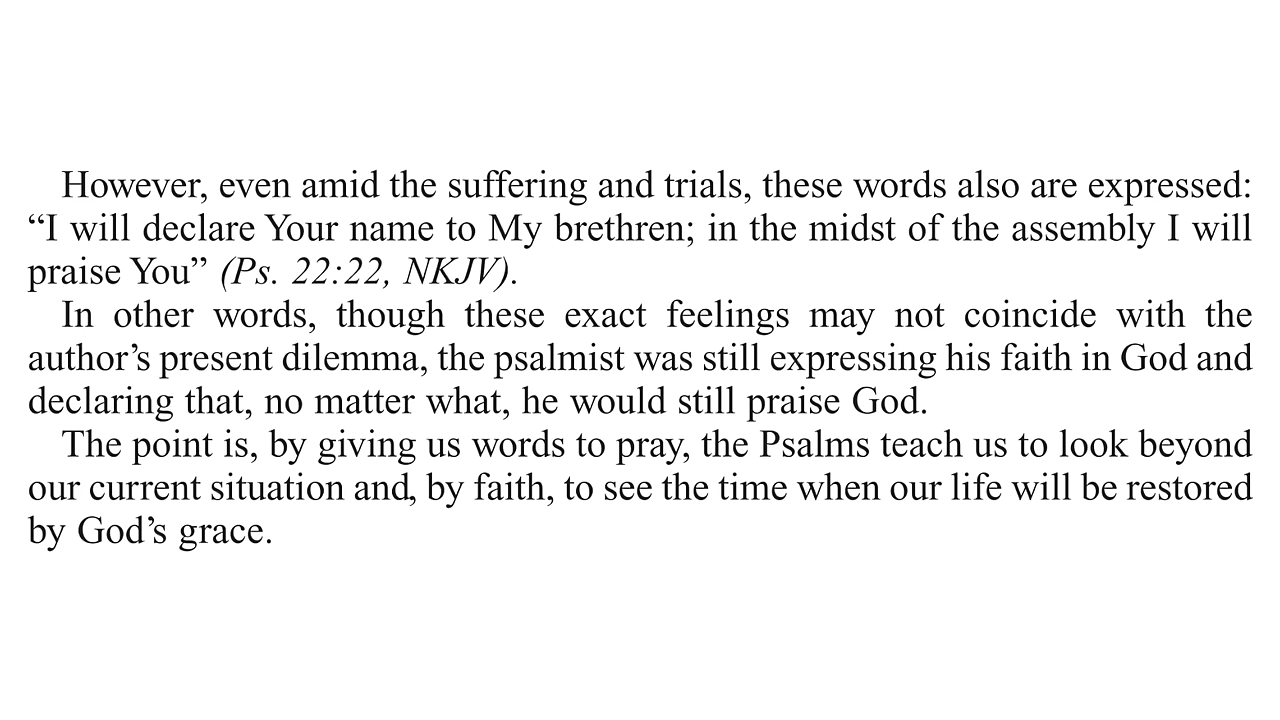 However, even amid the suffering and trials, these words also are expressed:
“I will declare Your name to My brethren; in the midst of the assembly I will
praise You” (Ps. 22:22, NKJV).
In other words, though these exact feelings may not coincide with the
author’s present dilemma, the psalmist was still expressing his faith in God and
declaring that, no matter what, he would still praise God.
The point is, by giving us words to pray, the Psalms teach us to look beyond
our current situation and, by faith, to see the time when our life will be restored
by God’s grace.